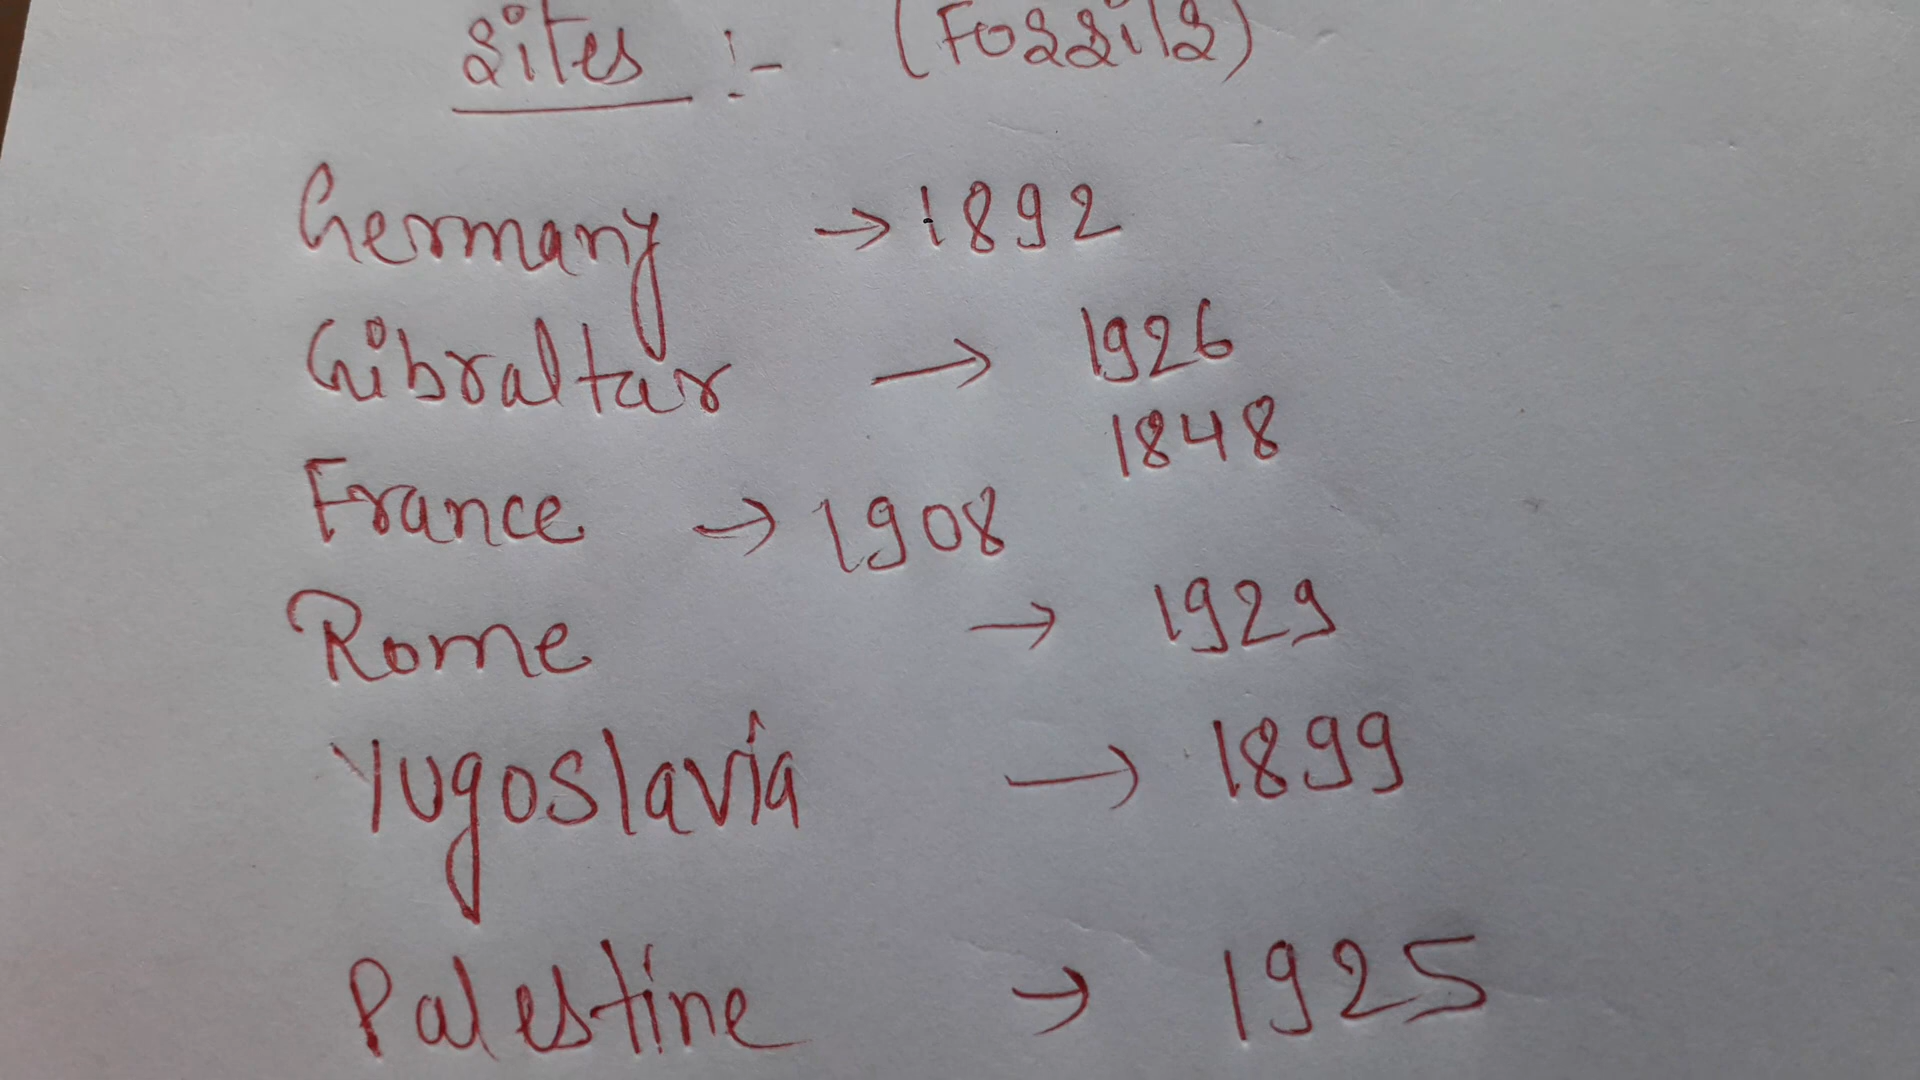 Sites :- (Fossils)
Germany → 1892
Gibraltar → 1926
1848
France → 1908
Rome → 1929
Yugoslavia → 1899
Palestine → 1925